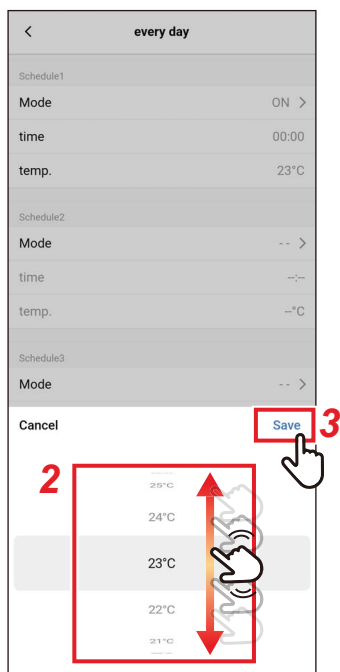 every day
Schedule1
Mode ON >
time 00:00
temp. 23°C
Schedule2
Mode -- >
time --:--
temp. --°C
Schedule3
Mode -- >
Cancel Save 3
2
25°C
24°C
23°C
22°C
21°C